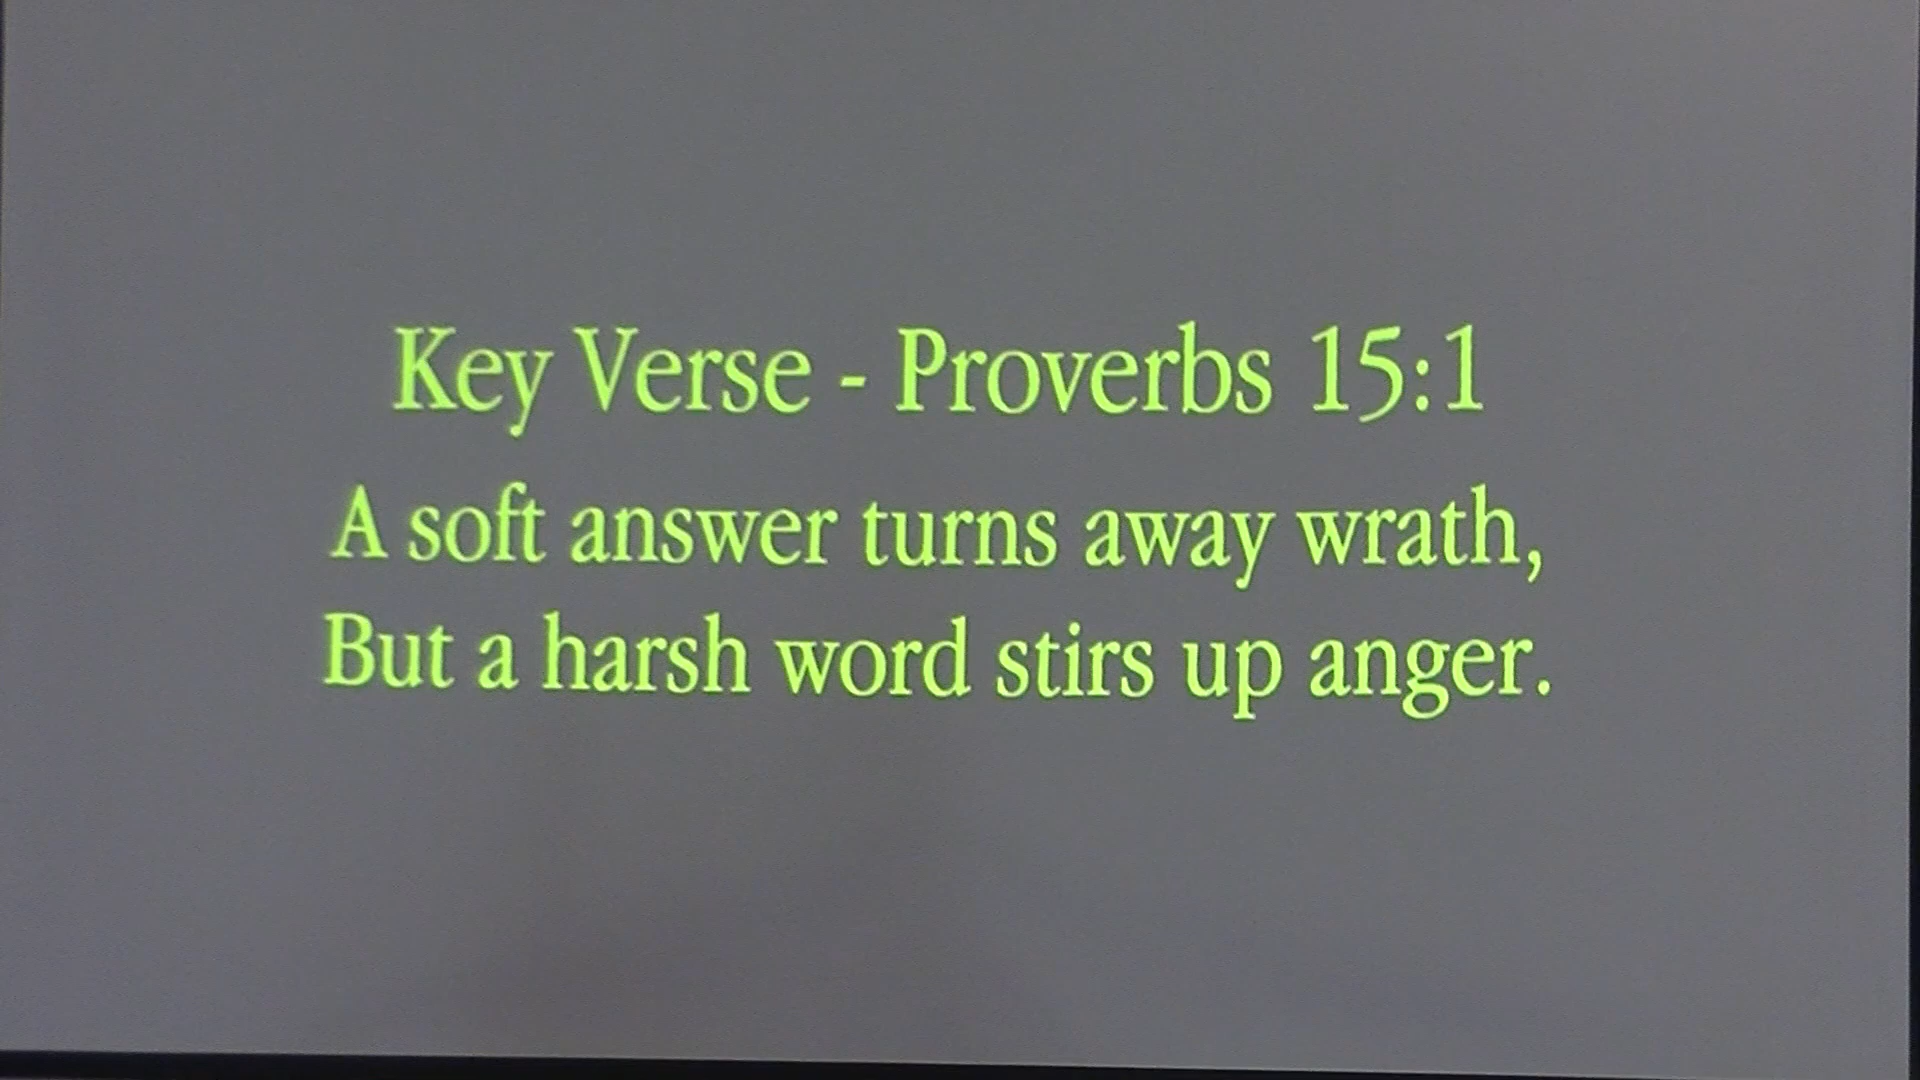 Key Verse - Proverbs 15:1
A soft answer turns away wrath,
But a harsh word stirs up anger.